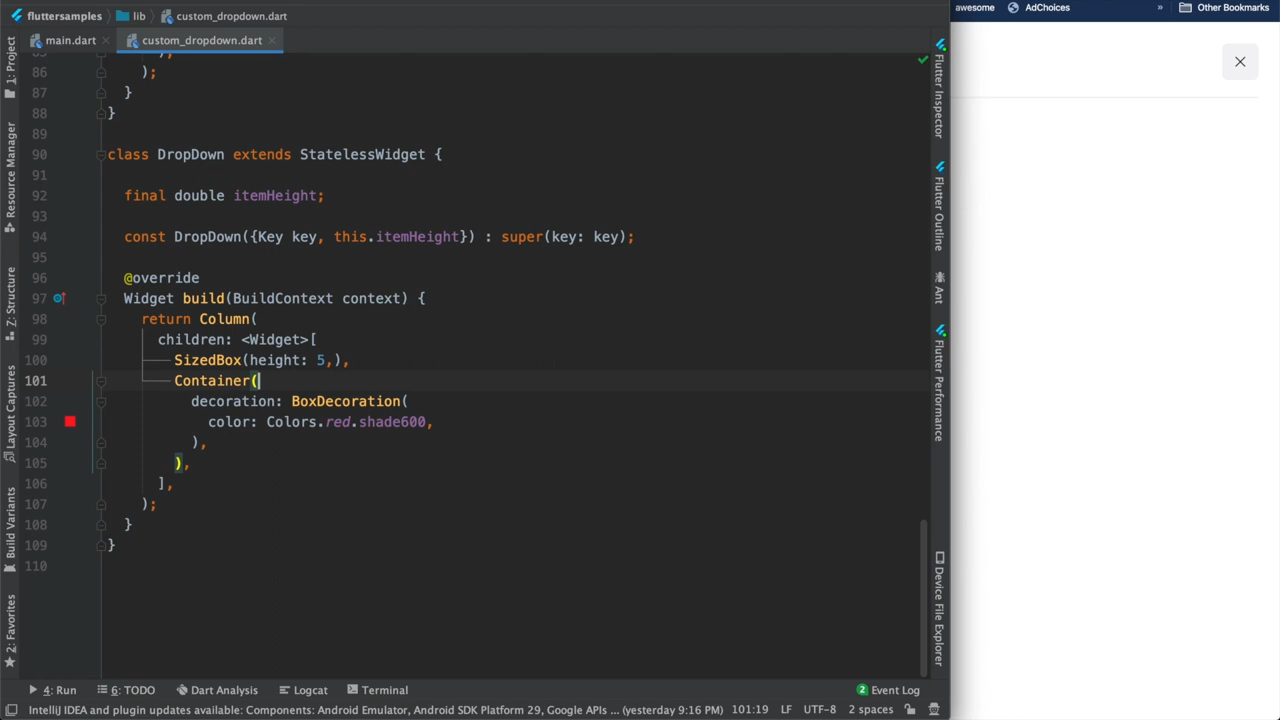 fluttersamples lib custom_dropdown.dart
awesome AdChoices » Other Bookmarks
main.dart custom_dropdown.dart
1: Project
Resource Manager
Z: Structure
Layout Captures
Build Variants
2: Favorites
86 );
87 }
88 }
89
90 class DropDown extends StatelessWidget {
91
92 final double itemHeight;
93
94 const DropDown({Key key, this.itemHeight}) : super(key: key);
95
96 @override
97 Widget build(BuildContext context) {
98 return Column(
99 children: <Widget>[
100 SizedBox(height: 5,),
101 Container(
102 decoration: BoxDecoration(
103 color: Colors.red.shade600,
104 ),
105 ),
106 ],
107 );
108 }
109 }
110
Flutter Inspector
Flutter Outline
Ant
Flutter Performance
Device File Explorer
4: Run 6: TODO Dart Analysis Logcat Terminal 2 Event Log
IntelliJ IDEA and plugin updates available: Components: Android Emulator, Android SDK Platform 29, Google APIs ... (yesterday 9:16 PM) 101:19 LF UTF-8 2 spaces